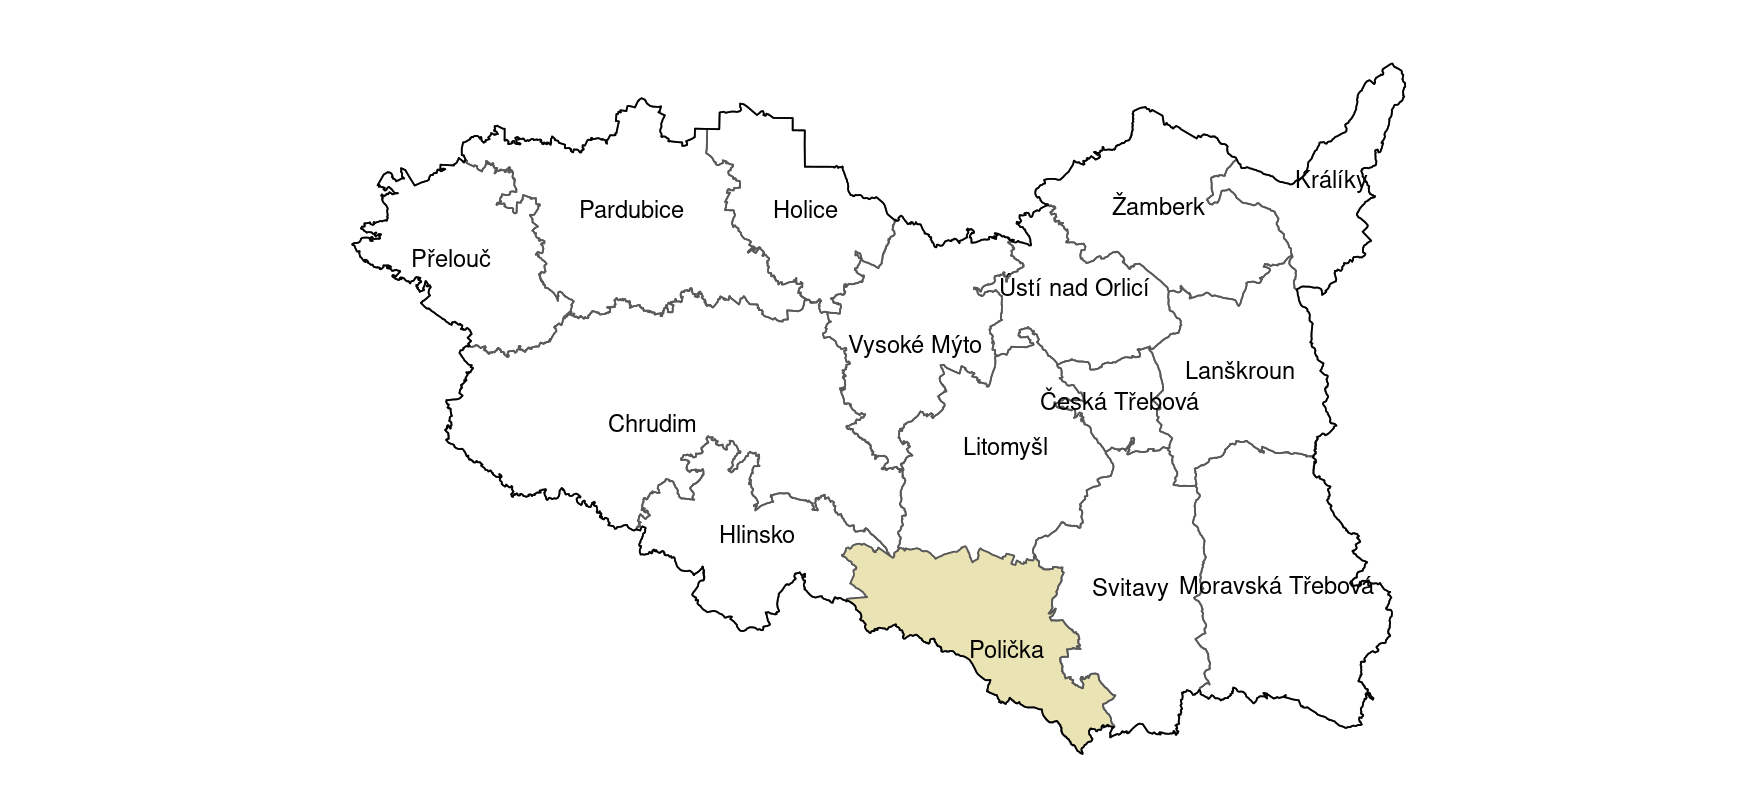 Králíky
Žamberk
Pardubice
Holice
Přelouč
Ústí nad Orlicí
Vysoké Mýto
Lanškroun
Česká Třebová
Chrudim
Litomyšl
Hlinsko
Svitavy
Moravská Třebová
Polička